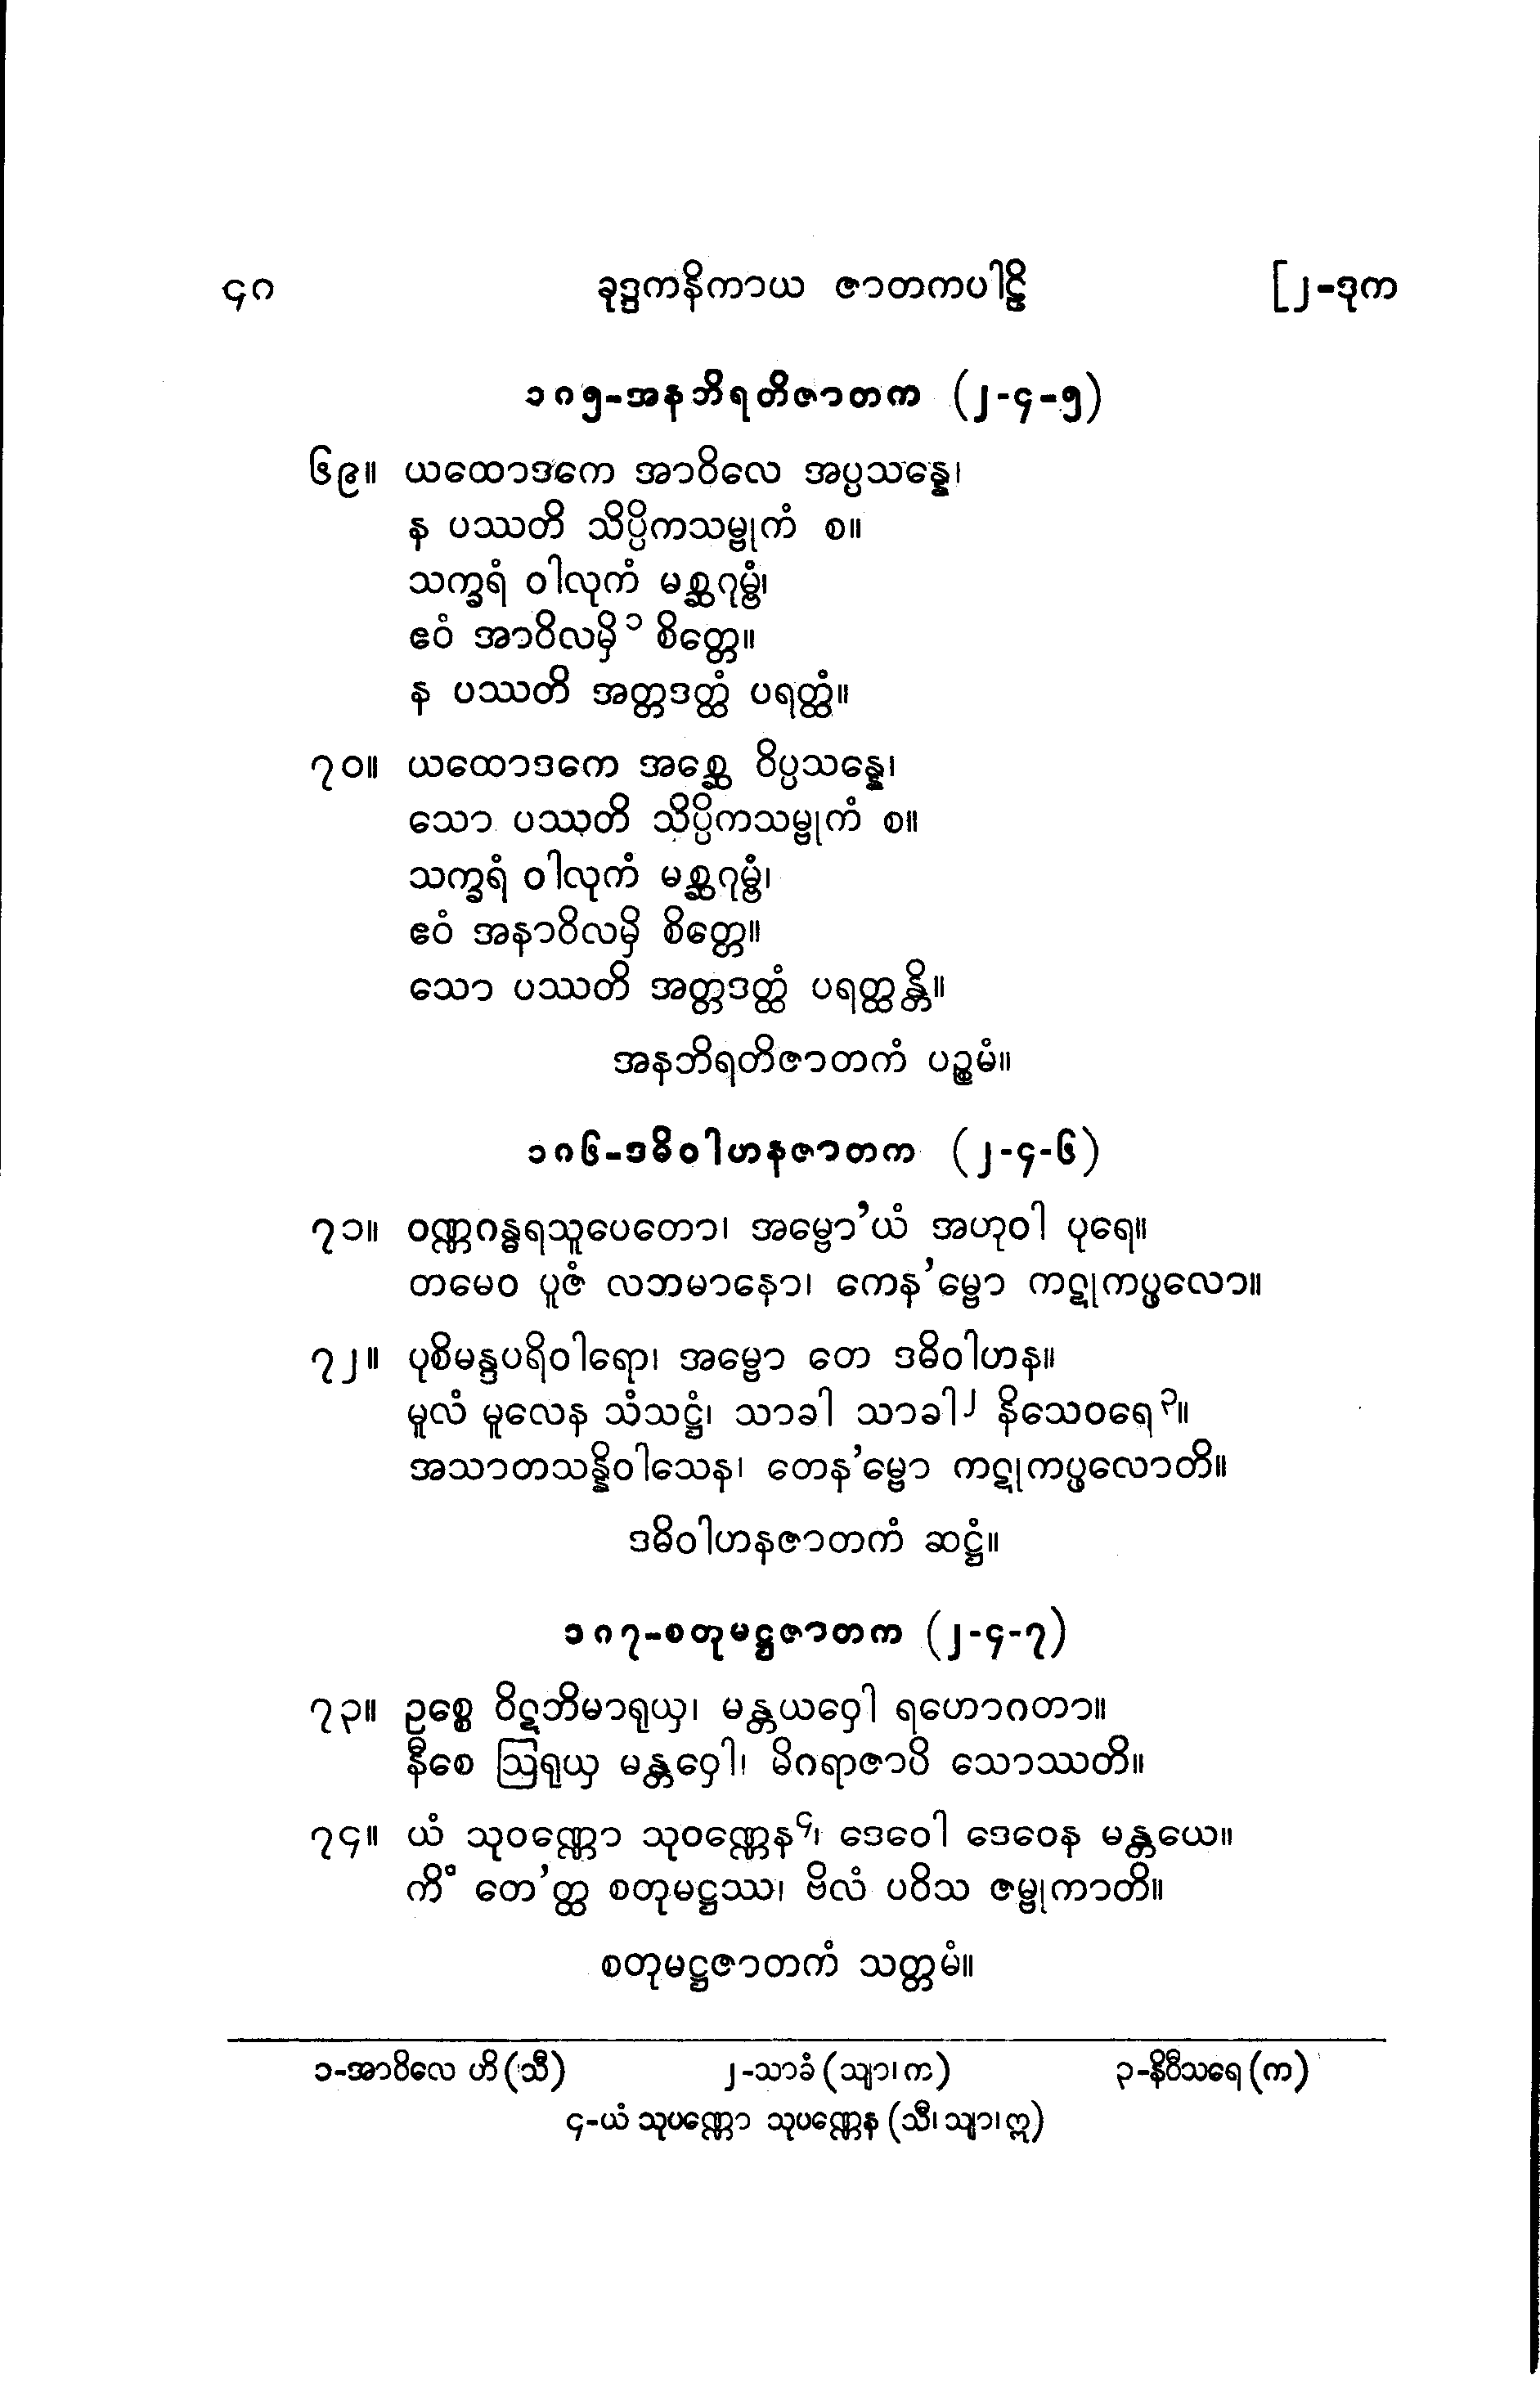 ၄၈ ခုဒ္ဒကနိကာယ ဇာတကပါဠိ [၂-ဒုက
၁၈၅-အနဘိရတိဇာတက (၂-၄-၅)
၆၉။ ယထောဒကေ အာဝိလေ အပ္ပသန္နေ၊
န ပဿတိ သိပ္ပိကသမ္ဗုကံ စ။
သက္ခရံ ဝါလုကံ မစ္ဆဂုမ္ဗံ၊
ဧဝံ အာဝိလမှိ ၁ စိတ္တေ။
န ပဿတိ အတ္တဒတ္ထံ ပရတ္ထံ။
၇၀။ ယထောဒကေ အစ္ဆေ ဝိပ္ပသန္နေ၊
သော ပဿတိ သိပ္ပိကသမ္ဗုကံ စ။
သက္ခရံ ဝါလုကံ မစ္ဆဂုမ္ဗံ၊
ဧဝံ အနာဝိလမှိ စိတ္တေ။
သော ပဿတိ အတ္တဒတ္ထံ ပရတ္ထန္တိ။
အနဘိရတိဇာတကံ ပဉ္စမံ။
၁၈၆-ဒဓိဝါဟနဇာတက (၂-၄-၆)
၇၁။ ဝဏ္ဏဂန္ဓရသူပေတော၊ အမ္ဗော’ယံ အဟုဝါ ပုရေ။
တမေဝ ပူဇံ လဘမာနော၊ ကေန’မ္ဗော ကဋုကပ္ဖလော။
၇၂။ ပုစိမန္ဒပရိဝါရော၊ အမ္ဗော တေ ဒဓိဝါဟန။
မူလံ မူလေန သံသဋ္ဌံ၊ သာခါ သာခါ ၂ နိသေဝရေ ၃။
အသာတသန္နိဝါသေန၊ တေန’မ္ဗော ကဋုကပ္ဖလောတိ။
ဒဓိဝါဟနဇာတကံ ဆဋ္ဌံ။
၁၈၇-စတုမဋ္ဌဇာတက (၂-၄-၇)
၇၃။ ဥစ္စေ ဝိဋဘိမာရုယှ၊ မန္တယဝှေါ ရဟောဂတာ။
နီစေ ဩရုယှ မန္တဝှေါ၊ မိဂရာဇာပိ သောဿတိ။
၇၄။ ယံ သုဝဏ္ဏော သုဝဏ္ဏေန ၄၊ ဒေဝေါ ဒေဝေန မန္တယေ။
ကိံ တေ’တ္ထ စတုမဋ္ဌဿ၊ ဗိလံ ပဝိသ ဇမ္ဗုကာတိ။
စတုမဋ္ဌဇာတကံ သတ္တမံ။
၁-အာဝိလေ ဟိ (သီ) ၂-သာခံ (သျာ၊ က) ၃-နိဝီသရေ (က)
၄-ယံ သုပဏ္ဏော သုပဏ္ဏေန (သီ၊ သျာ၊ ဣ)